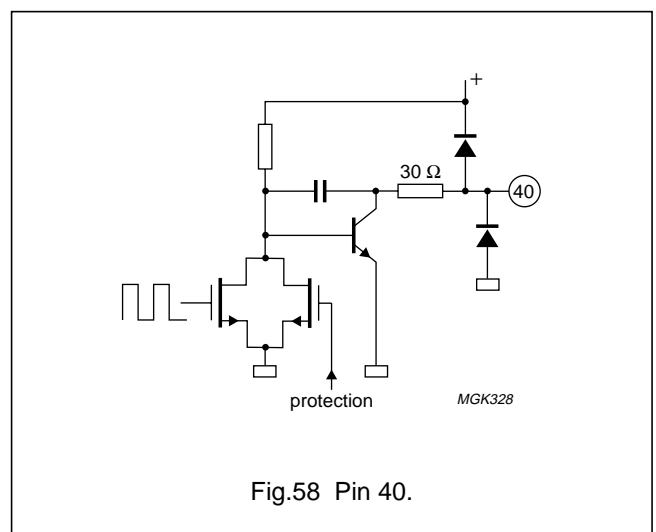 +
30 Ω
40
protection
MGK328
Fig.58 Pin 40.